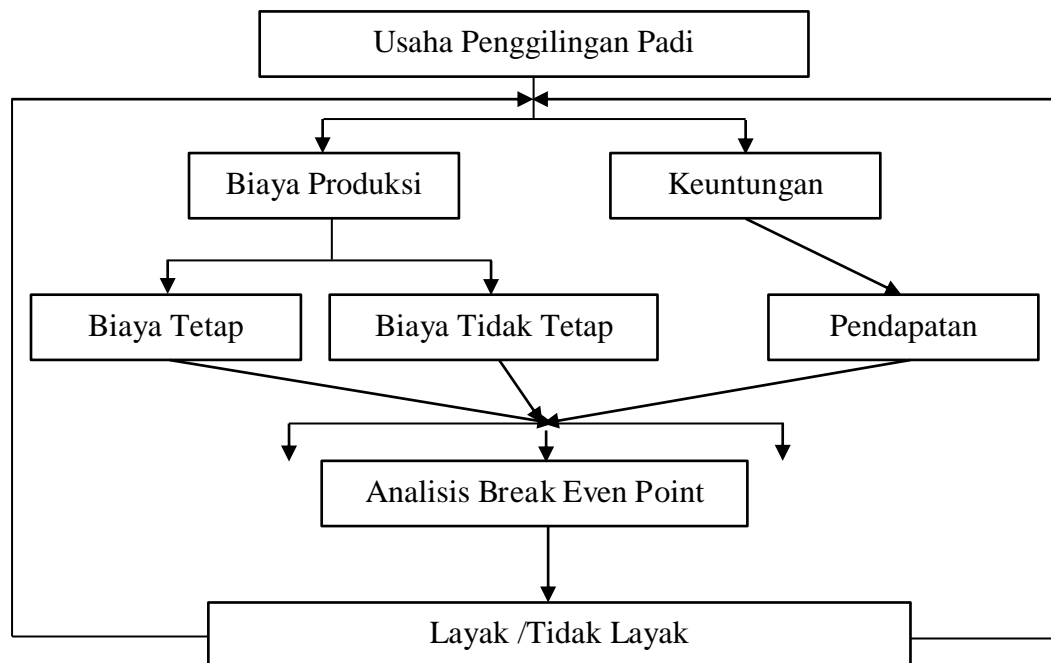 Usaha Penggilingan Padi
Biaya Produksi
Keuntungan
Biaya Tetap
Biaya Tidak Tetap
Pendapatan
Analisis Break Even Point
Layak /Tidak Layak